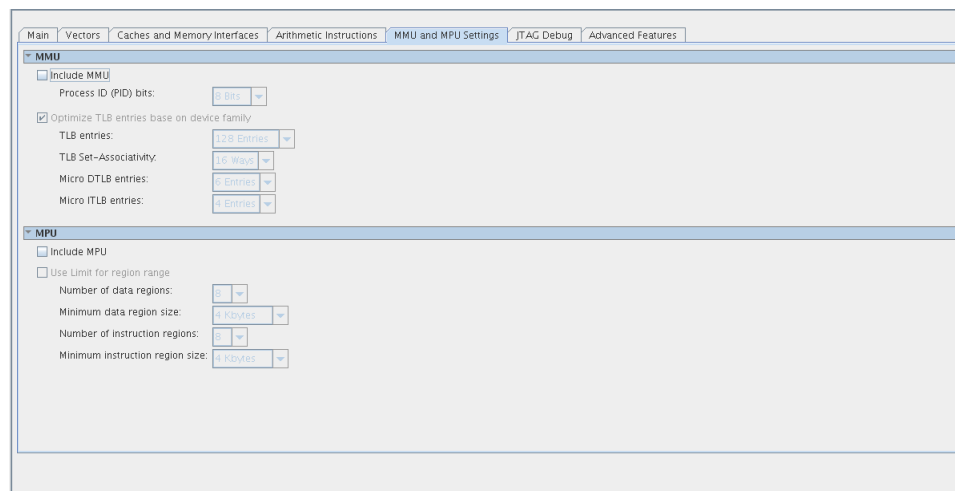 Main Vectors Caches and Memory Interfaces Arithmetic Instructions MMU and MPU Settings JTAG Debug Advanced Features
MMU
Include MMU
Process ID (PID) bits: 8 Bits
Optimize TLB entries base on device family
TLB entries: 128 Entries
TLB Set-Associativity: 16 Ways
Micro DTLB entries: 6 Entries
Micro ITLB entries: 4 Entries
MPU
Include MPU
Use Limit for region range
Number of data regions: 8
Minimum data region size: 4 Kbytes
Number of instruction regions: 8
Minimum instruction region size: 4 Kbytes